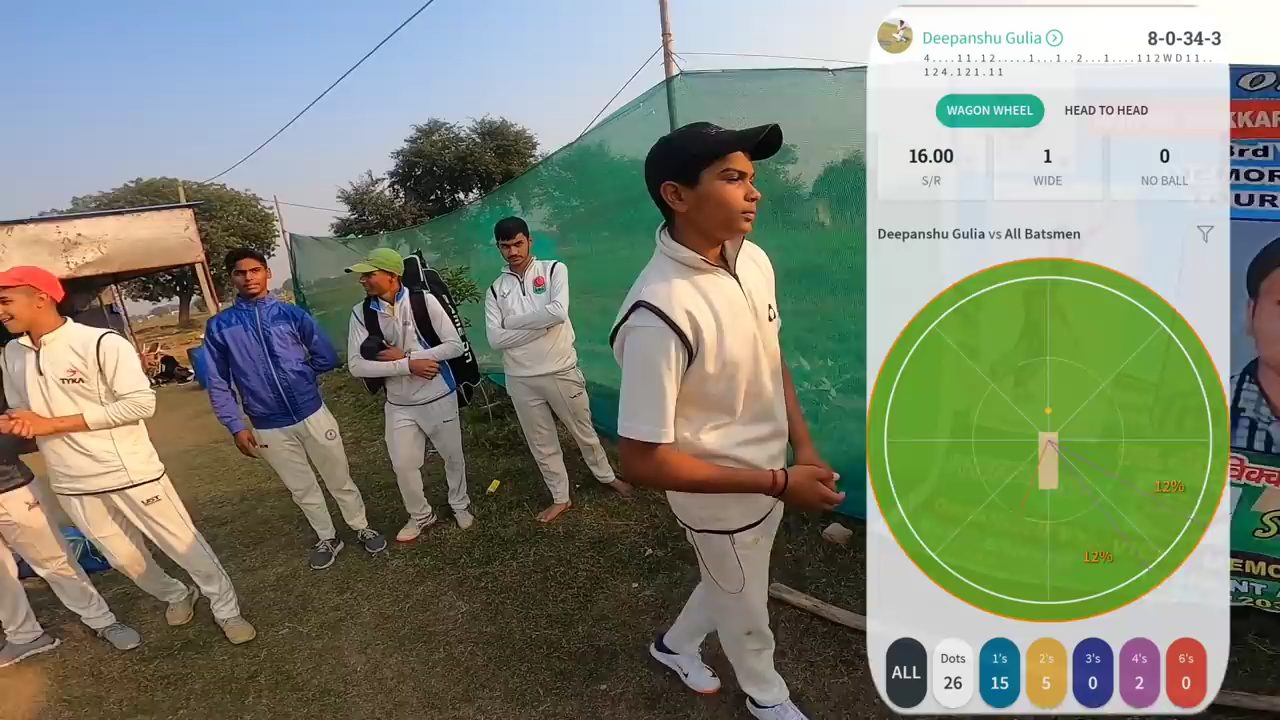 Deepanshu Gulia
8-0-34-3
4....11.12.....1...1..2...1....112WD11..
124.121.11
WAGON WHEEL
HEAD TO HEAD
16.00
S/R
1
WIDE
0
NO BALL
Deepanshu Gulia vs All Batsmen
12%
12%
ALL
Dots
26
1's
15
2's
5
3's
0
4's
2
6's
0
TYKA
UST
KKAR